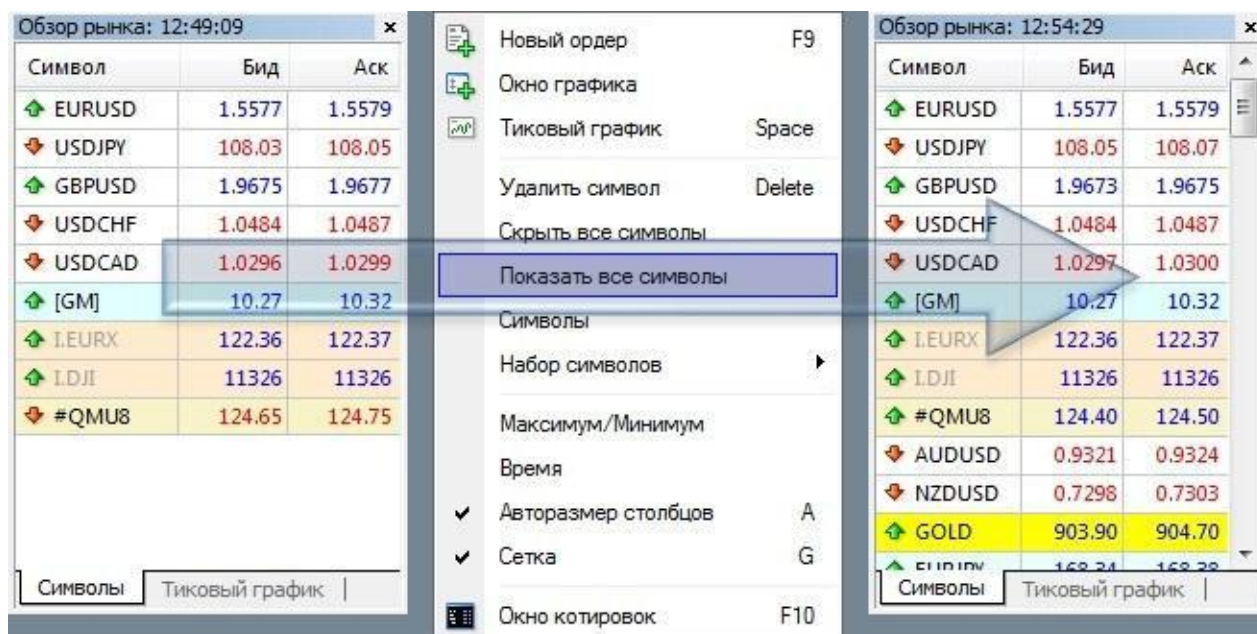 Обзор рынка: 12:49:09
Символ Бид Аск
EURUSD 1.5577 1.5579
USDJPY 108.03 108.05
GBPUSD 1.9675 1.9677
USDCHF 1.0484 1.0487
USDCAD 1.0296 1.0299
[GM] 10.27 10.32
I.EURX 122.36 122.37
I.DJI 11326 11326
#QMU8 124.65 124.75
Символы Тиковый график
Новый ордер F9
Окно графика
Тиковый график Space
Удалить символ Delete
Скрыть все символы
Показать все символы
Символы
Набор символов
Максимум/Минимум
Время
Авторазмер столбцов A
Сетка G
Окно котировок F10
Обзор рынка: 12:54:29
Символ Бид Аск
EURUSD 1.5577 1.5579
USDJPY 108.05 108.07
GBPUSD 1.9673 1.9675
USDCHF 1.0484 1.0487
USDCAD 1.0297 1.0300
[GM] 10.27 10.32
I.EURX 122.36 122.37
I.DJI 11326 11326
#QMU8 124.40 124.50
AUDUSD 0.9321 0.9324
NZDUSD 0.7298 0.7303
GOLD 903.90 904.70
EURJPY 168.34 168.38
Символы Тиковый график